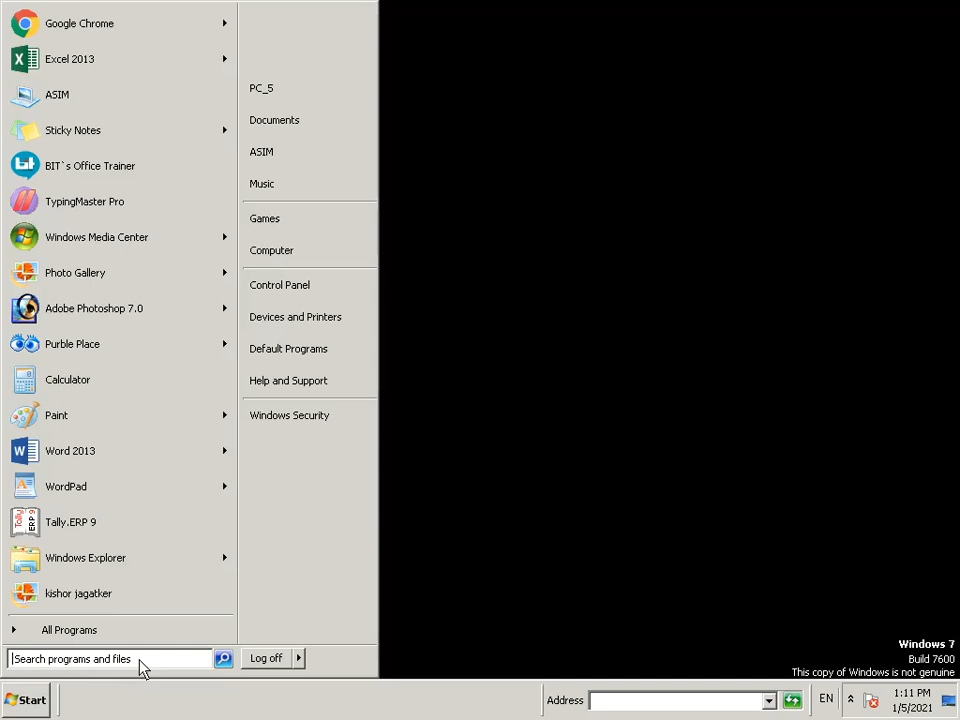 Google Chrome
Excel 2013
ASIM
Sticky Notes
BIT`s Office Trainer
TypingMaster Pro
Windows Media Center
Photo Gallery
Adobe Photoshop 7.0
Purble Place
Calculator
Paint
Word 2013
WordPad
Tally.ERP 9
Windows Explorer
kishor jagatker
All Programs
Search programs and files
PC_5
Documents
ASIM
Music
Games
Computer
Control Panel
Devices and Printers
Default Programs
Help and Support
Windows Security
Log off
Windows 7
Build 7600
This copy of Windows is not genuine
Start
Address
EN
1:11 PM
1/5/2021